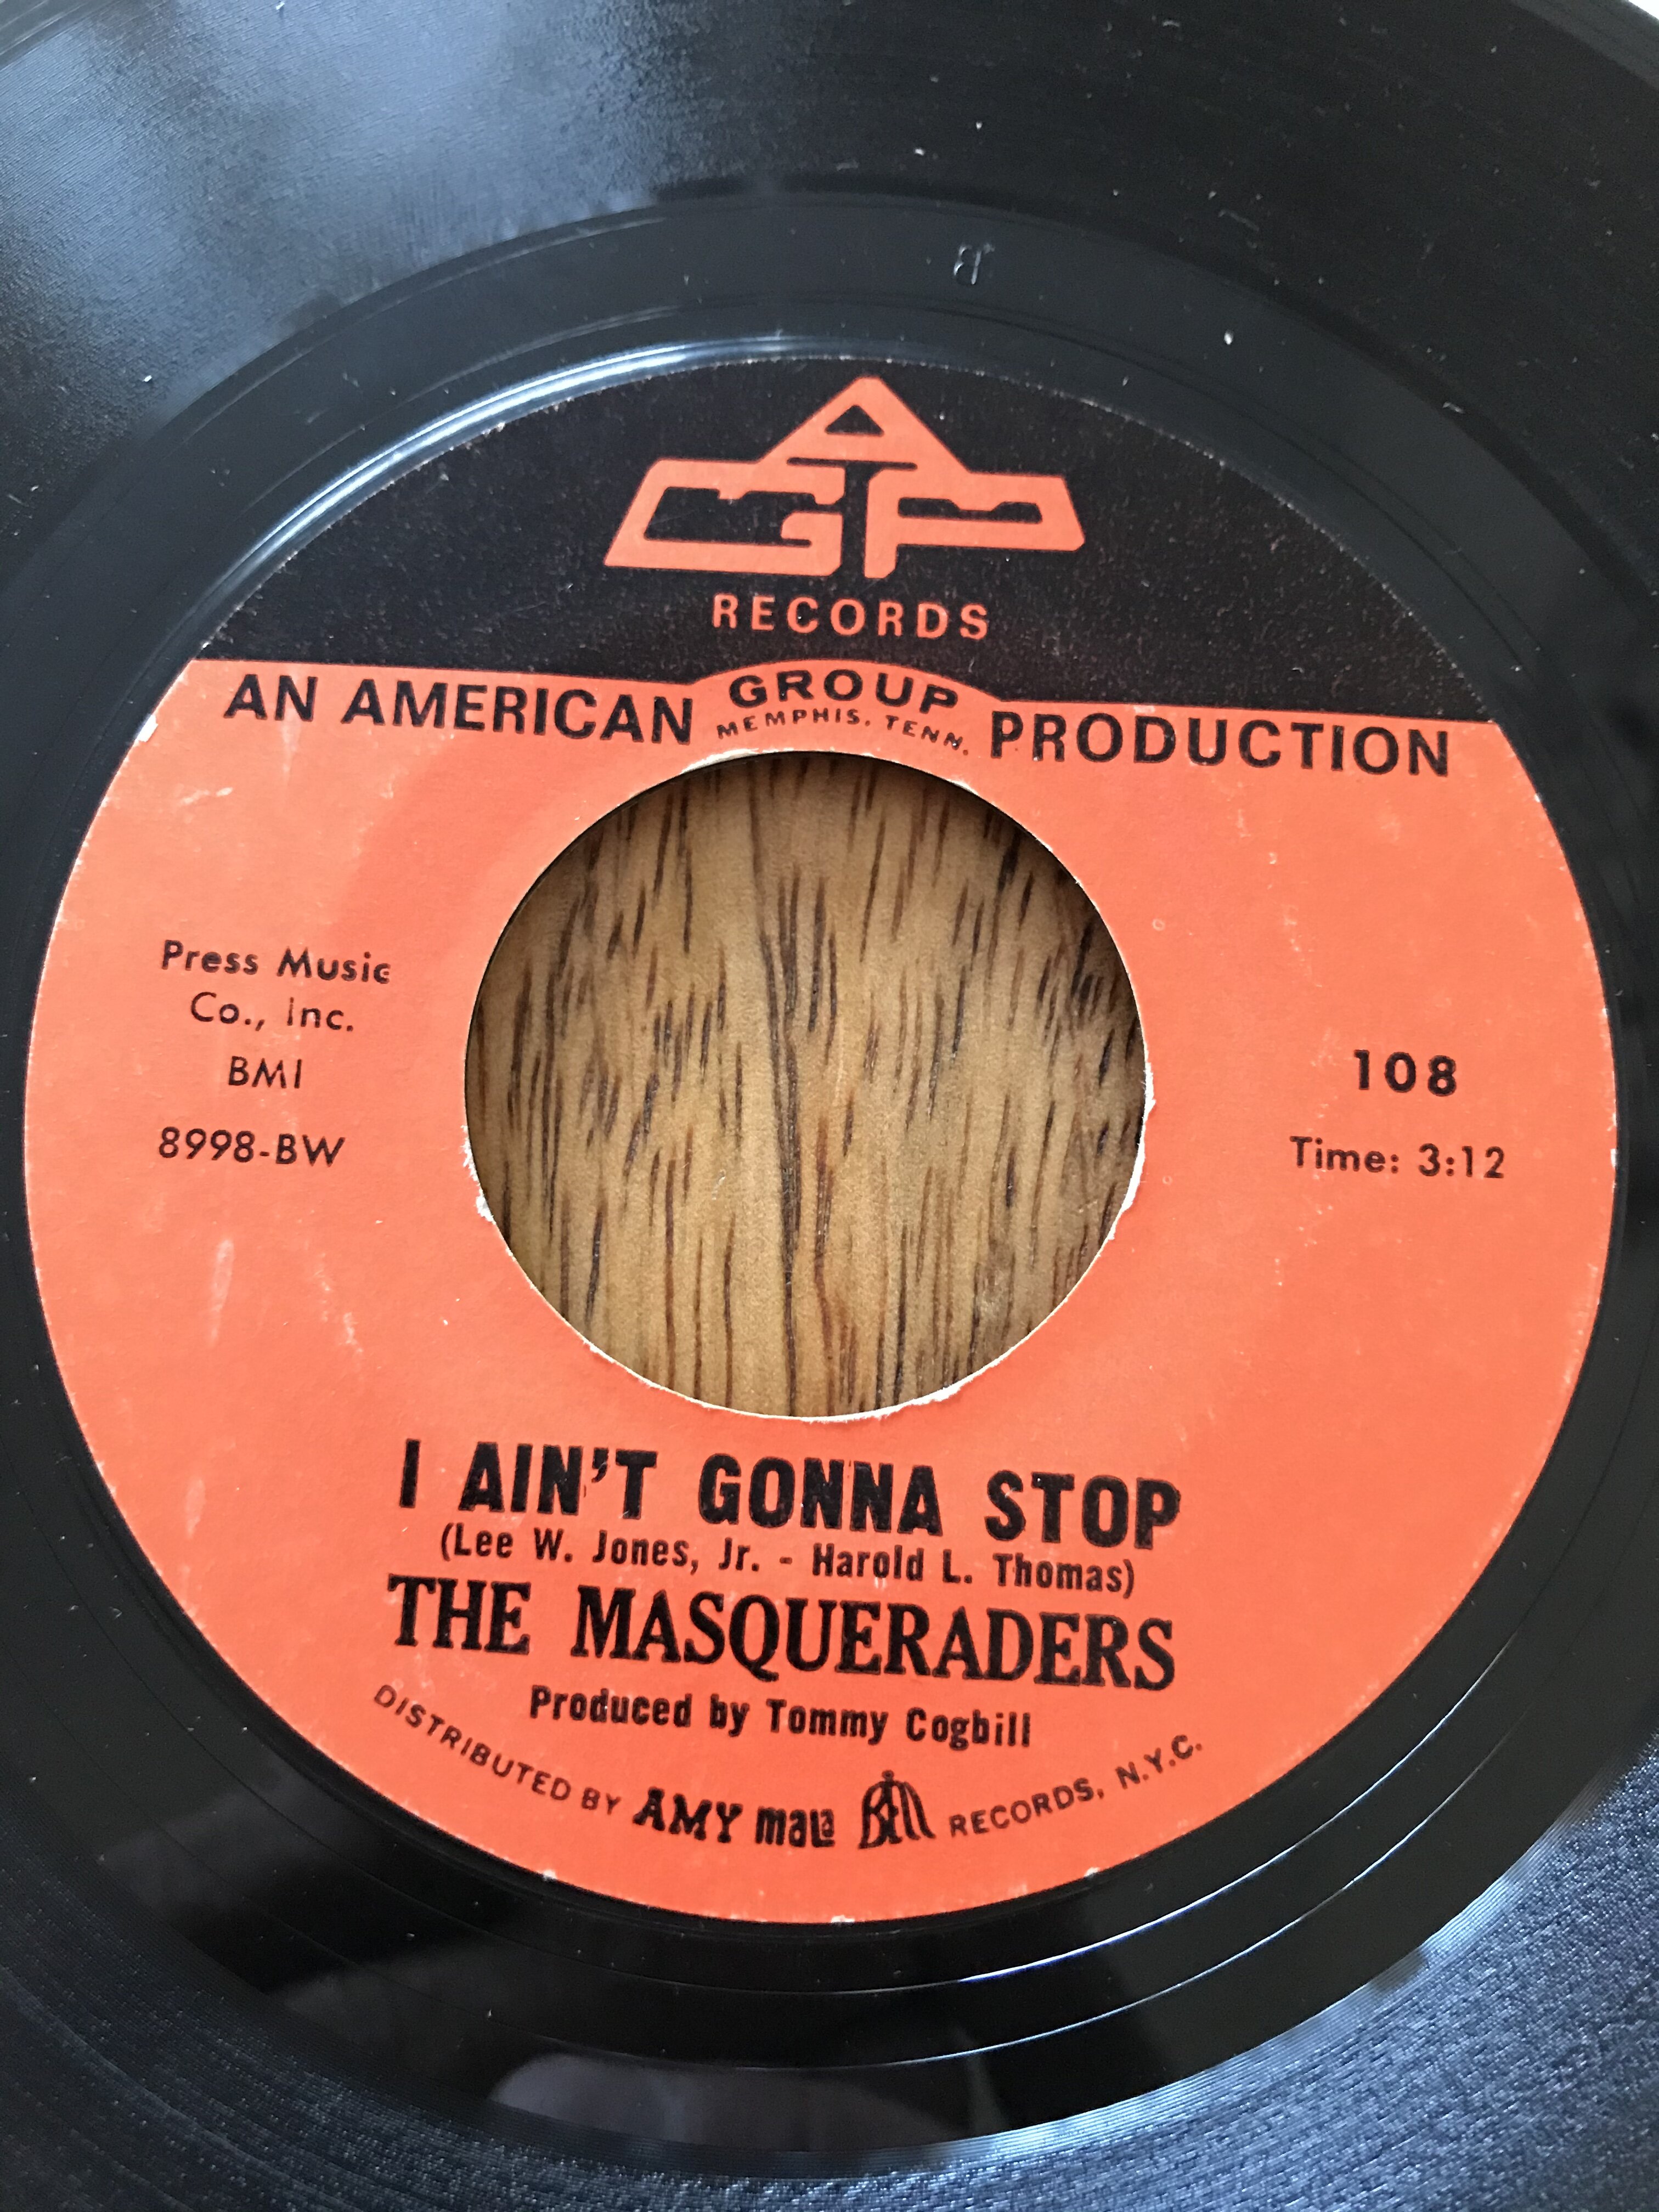 AGP
RECORDS
AN AMERICAN GROUP PRODUCTION
MEMPHIS, TENN.
Press Music
Co., Inc.
BMI
8998-BW
108
Time: 3:12
I AIN'T GONNA STOP
(Lee W. Jones, Jr. - Harold L. Thomas)
THE MASQUERADERS
Produced by Tommy Cogbill
DISTRIBUTED BY AMY mala Bell RECORDS, N.Y.C.